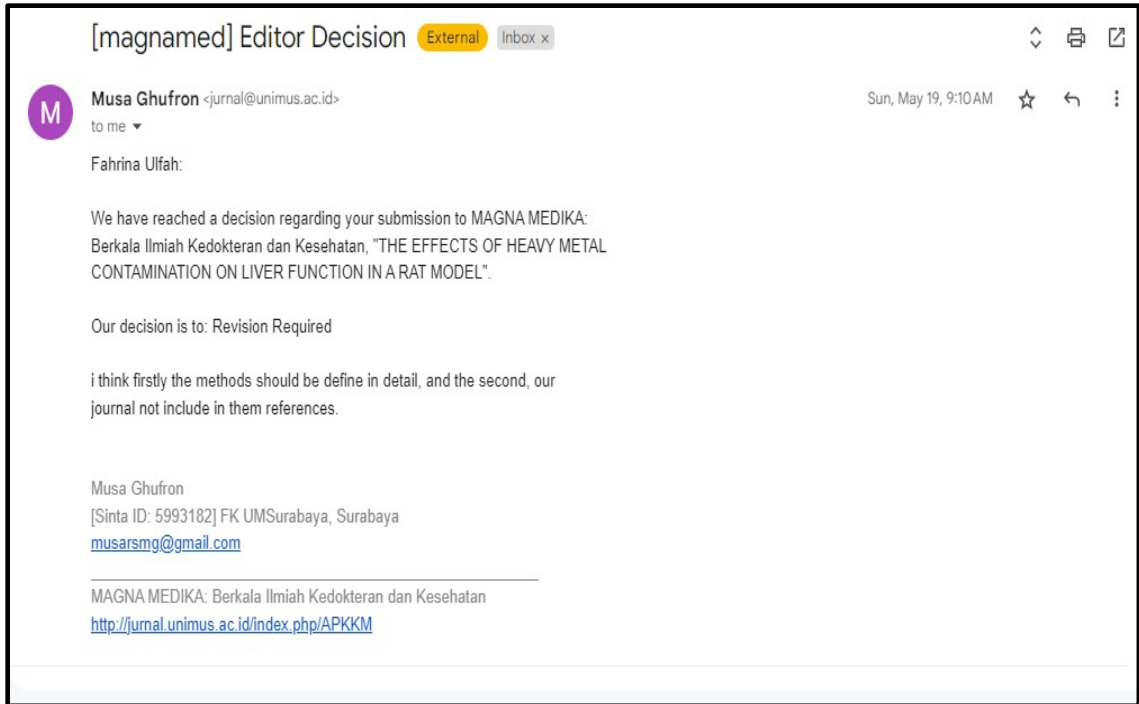 [magnamed] Editor Decision External Inbox x
M
Musa Ghufron <jurnal@unimus.ac.id> Sun, May 19, 9:10 AM
to me
Fahrina Ulfah:
We have reached a decision regarding your submission to MAGNA MEDIKA:
Berkala Ilmiah Kedokteran dan Kesehatan, "THE EFFECTS OF HEAVY METAL
CONTAMINATION ON LIVER FUNCTION IN A RAT MODEL".
Our decision is to: Revision Required
i think firstly the methods should be define in detail, and the second, our
journal not include in them references.
Musa Ghufron
[Sinta ID: 5993182] FK UMSurabaya, Surabaya
musarsmg@gmail.com
MAGNA MEDIKA: Berkala Ilmiah Kedokteran dan Kesehatan
http://jurnal.unimus.ac.id/index.php/APKKM